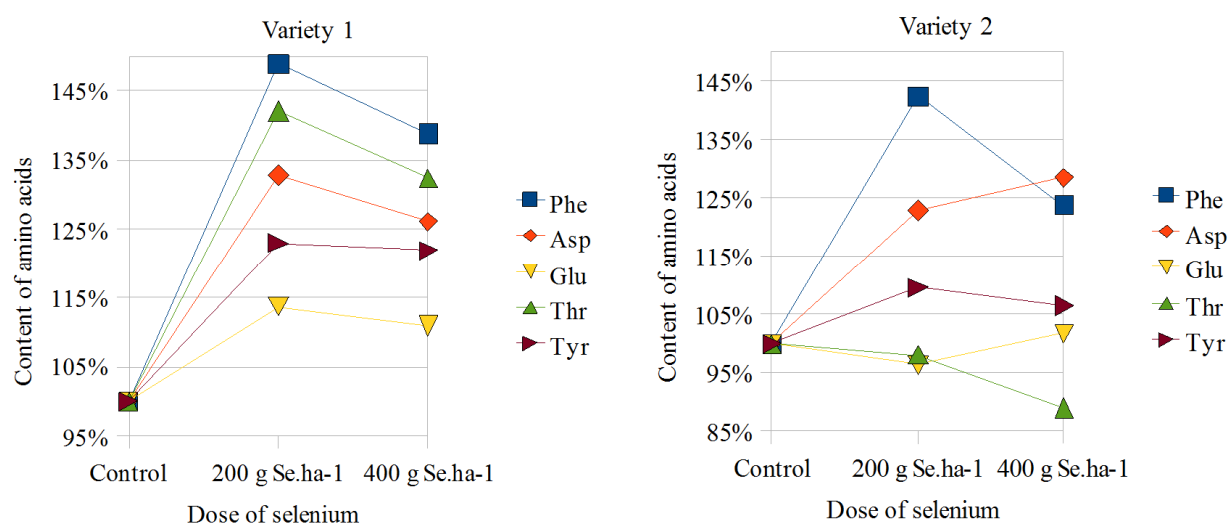 Variety 1
Content of amino acids
145%
135%
125%
115%
105%
95%
Control
200 g Se.ha-1
400 g Se.ha-1
Dose of selenium
Phe
Asp
Glu
Thr
Tyr
Variety 2
Content of amino acids
145%
135%
125%
115%
105%
95%
85%
Control
200 g Se.ha-1
400 g Se.ha-1
Dose of selenium
Phe
Asp
Glu
Thr
Tyr